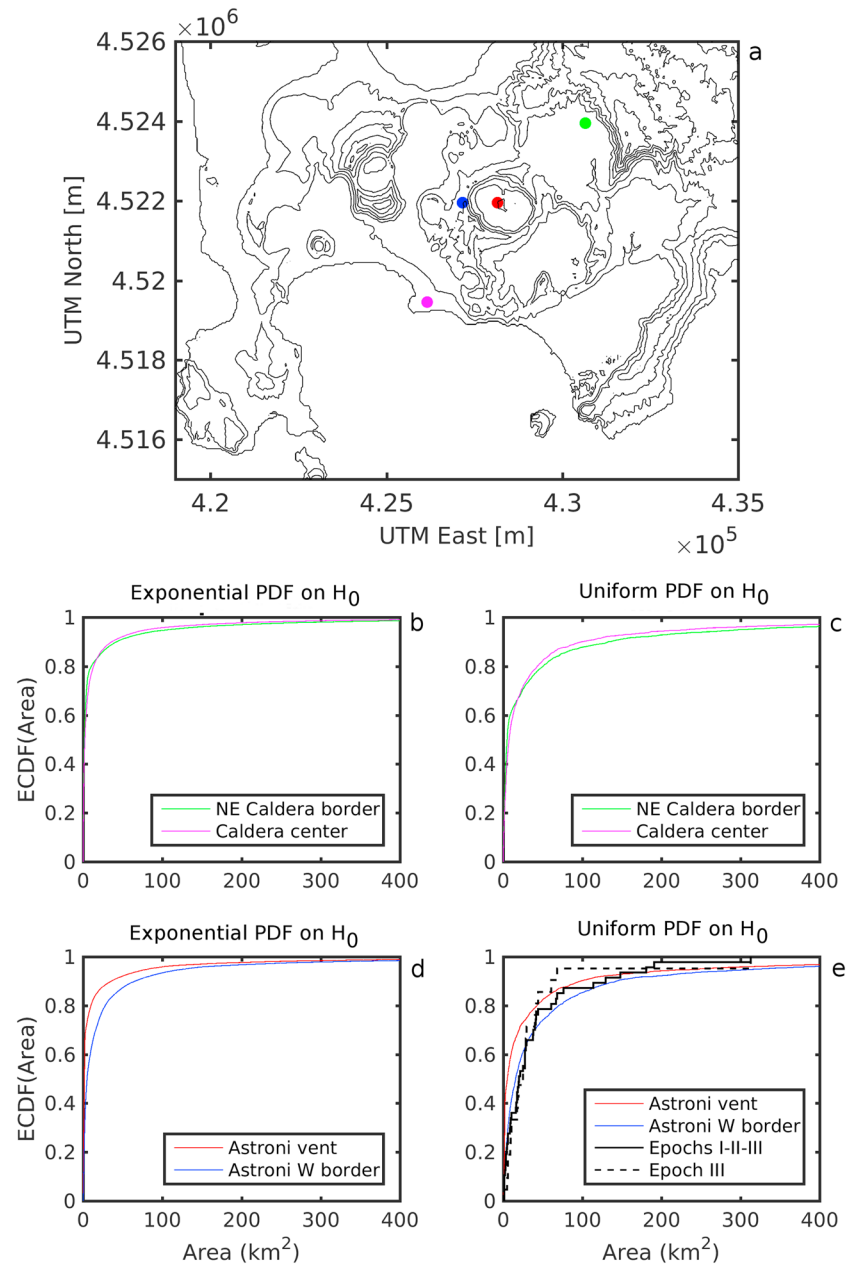 ×10⁶
a
4.526
4.524
4.522
4.52
4.518
4.516
UTM North [m]
4.2
4.25
4.3
4.35
UTM East [m]
×10⁵
Exponential PDF on H₀
b
ECDF(Area)
1
0.8
0.6
0.4
0.2
0
NE Caldera border
Caldera center
0
100
200
300
400
Uniform PDF on H₀
c
1
0.8
0.6
0.4
0.2
0
NE Caldera border
Caldera center
0
100
200
300
400
Exponential PDF on H₀
d
ECDF(Area)
1
0.8
0.6
0.4
0.2
0
Astroni vent
Astroni W border
0
100
200
300
400
Area (km²)
Uniform PDF on H₀
e
1
0.8
0.6
0.4
0.2
0
Astroni vent
Astroni W border
Epochs I-II-III
Epoch III
0
100
200
300
400
Area (km²)